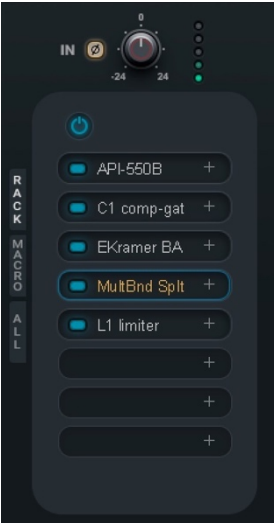 0
IN Ø
-24 24
RACK
MACRO
ALL
API-550B +
C1 comp-gat +
EKramer BA +
MultBnd Splt +
L1 limiter +
+
+
+